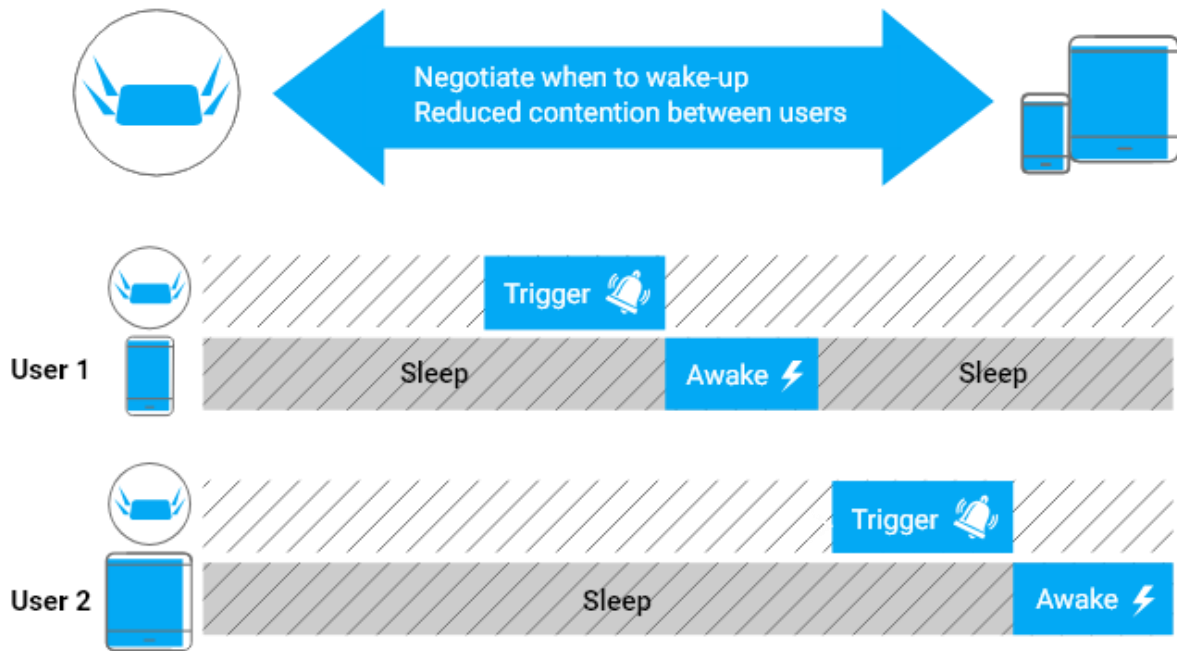 Negotiate when to wake-up
Reduced contention between users
Trigger
User 1
Sleep
Awake
Sleep
Trigger
User 2
Sleep
Awake